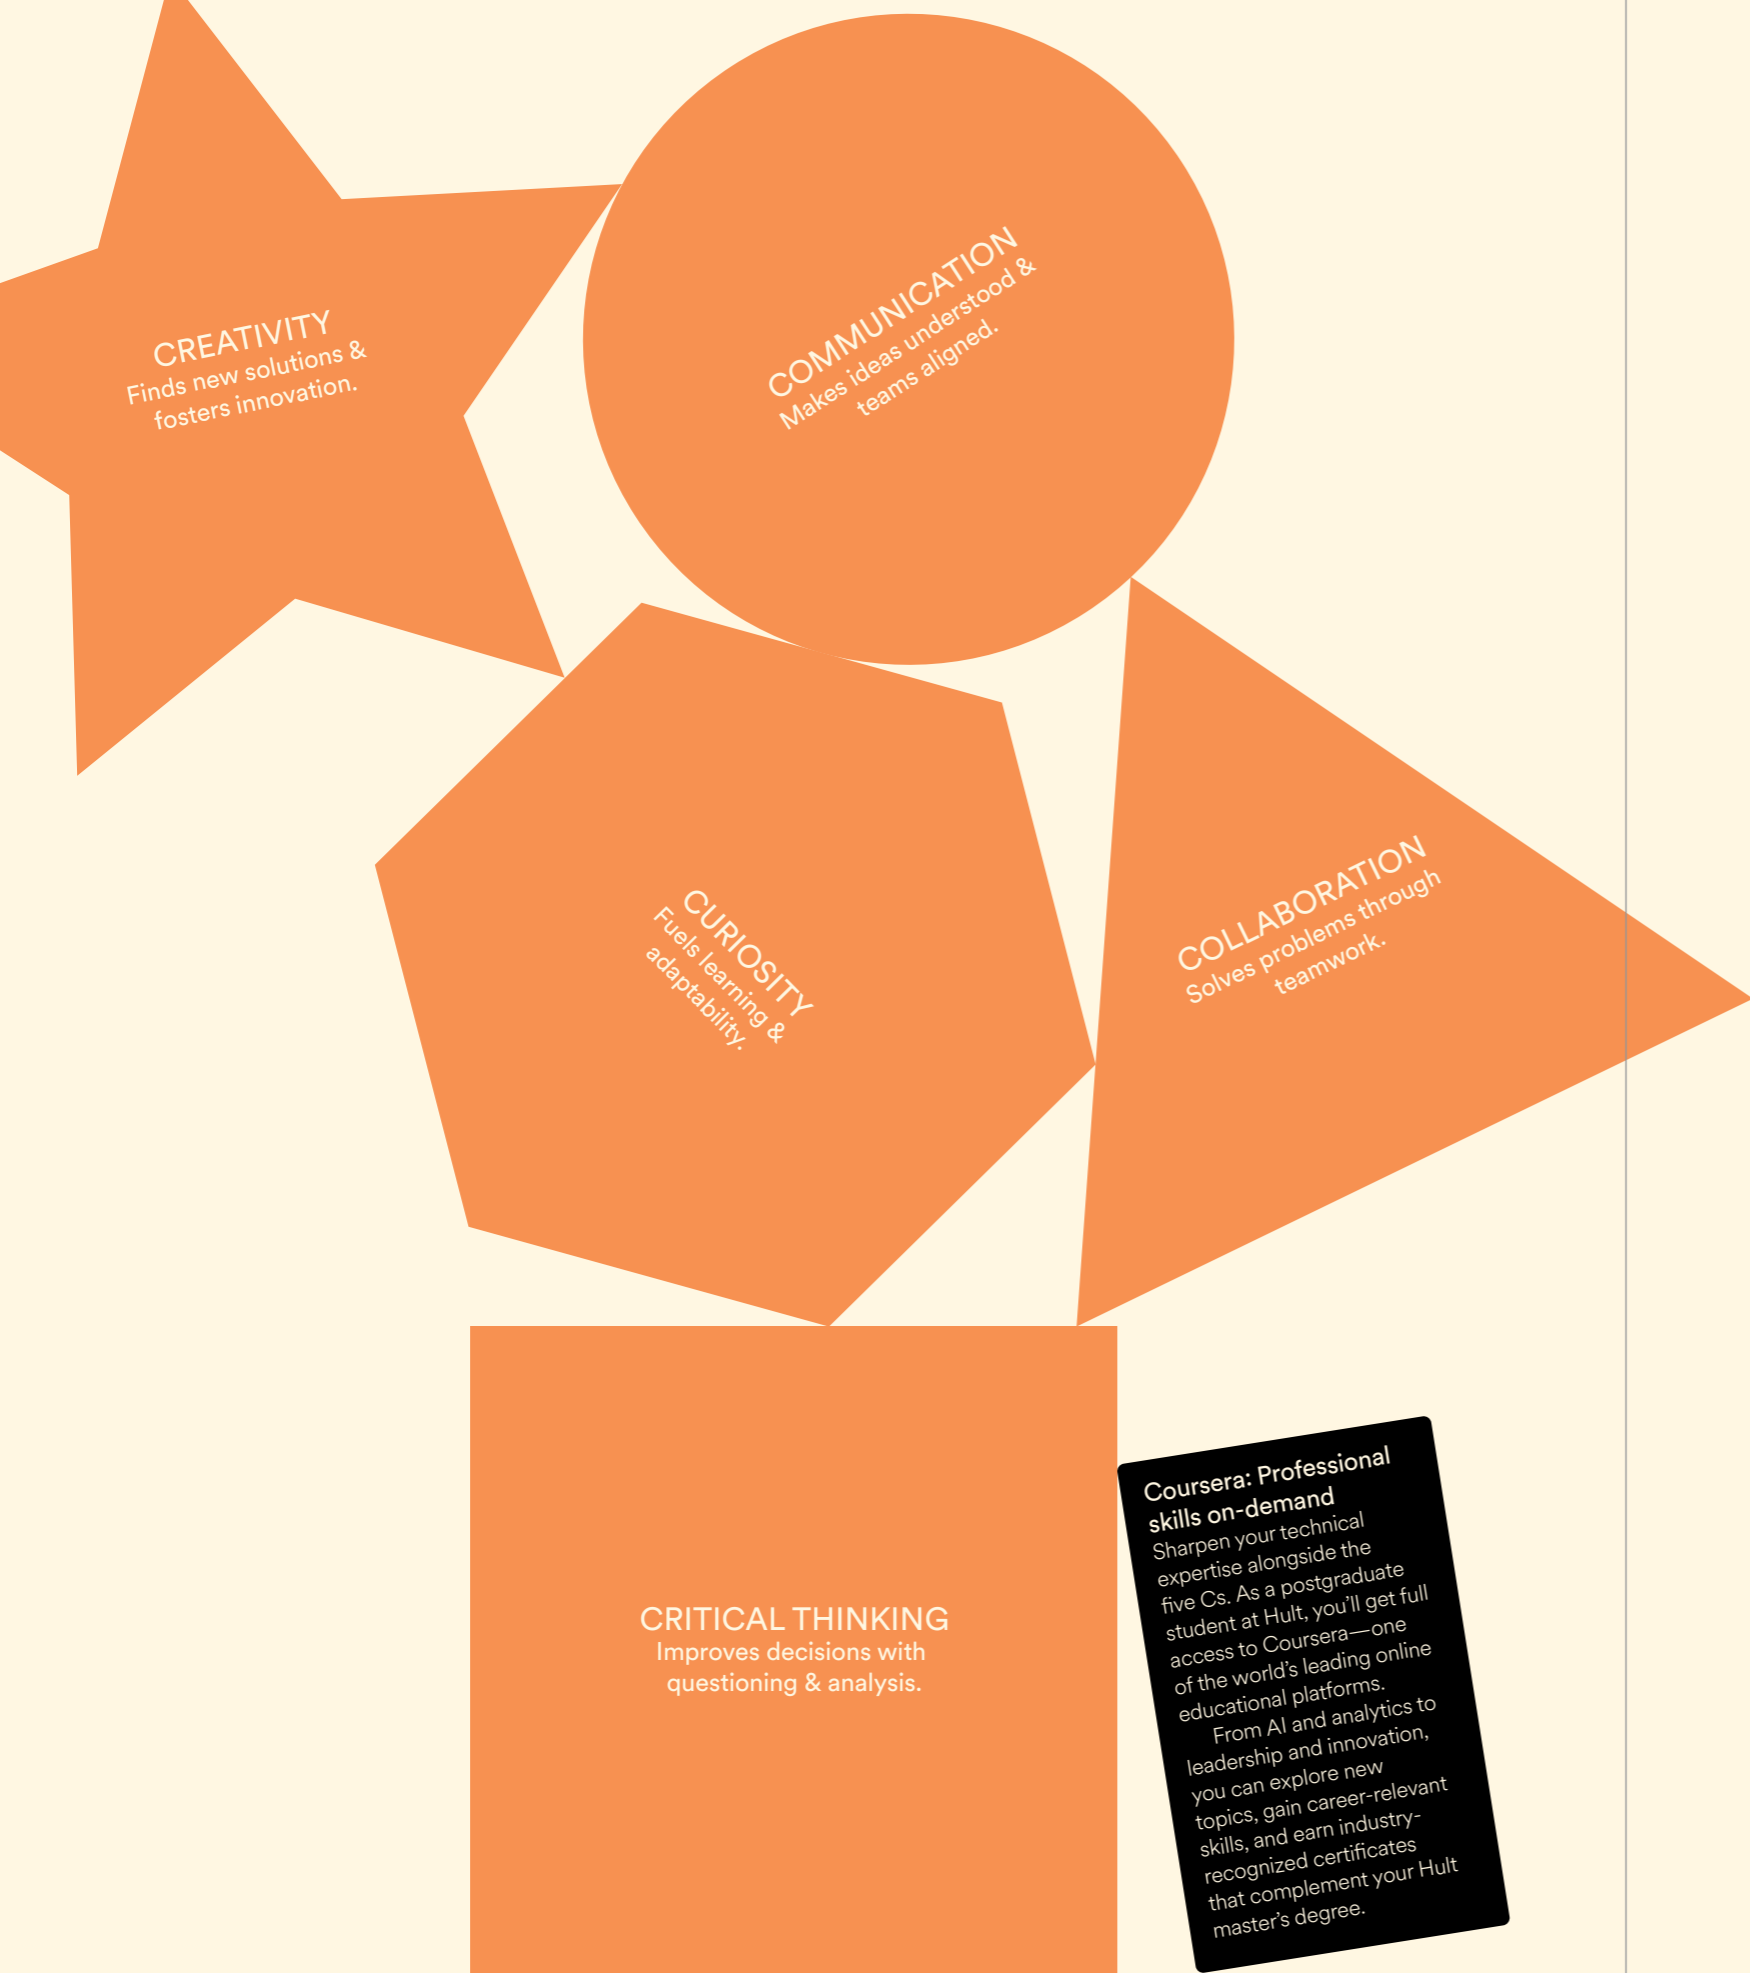 CREATIVITY
Finds new solutions &
fosters innovation.
COMMUNICATION
Makes ideas understood &
teams aligned.
CURIOSITY
Fuels learning &
adaptability.
COLLABORATION
Solves problems through
teamwork.
CRITICAL THINKING
Improves decisions with
questioning & analysis.
Coursera: Professional
skills on-demand
Sharpen your technical
expertise alongside the
five Cs. As a postgraduate
student at Hult, you’ll get full
access to Coursera—one
of the world’s leading online
educational platforms.
From AI and analytics to
leadership and innovation,
you can explore new
topics, gain career-relevant
skills, and earn industry-
recognized certificates
that complement your Hult
master’s degree.